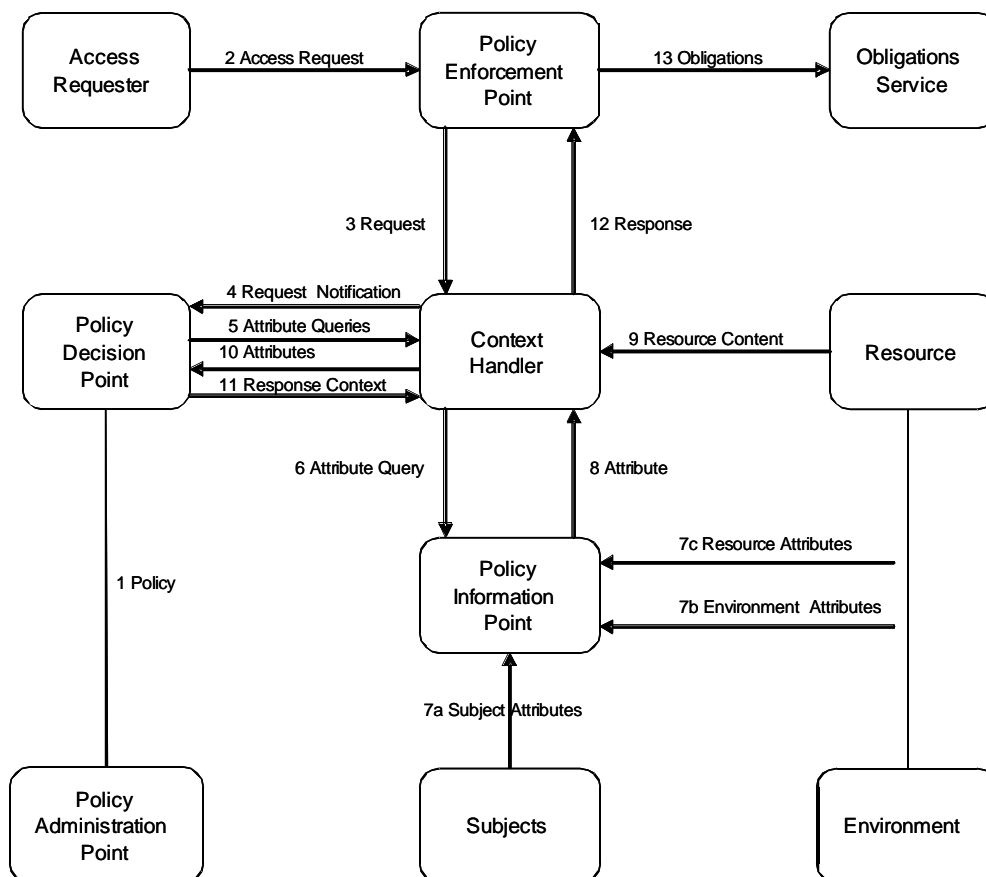 Access
Requester
2 Access Request
Policy
Enforcement
Point
13 Obligations
Obligations
Service
3 Request
12 Response
4 Request Notification
5 Attribute Queries
10 Attributes
11 Response Context
Policy
Decision
Point
Context
Handler
9 Resource Content
Resource
6 Attribute Query
8 Attribute
1 Policy
Policy
Information
Point
7c Resource Attributes
7b Environment Attributes
7a Subject Attributes
Policy
Administration
Point
Subjects
Environment